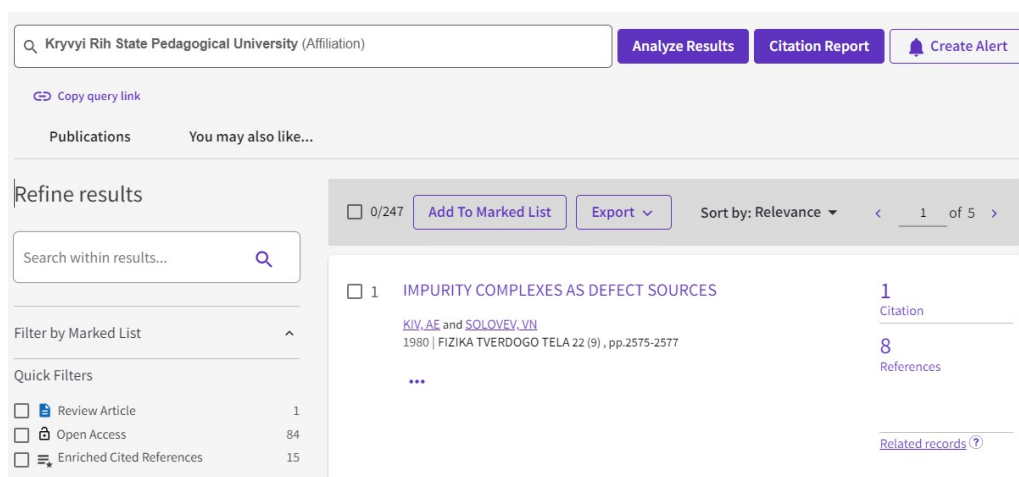 Kryvyi Rih State Pedagogical University (Affiliation)
Analyze Results
Citation Report
Create Alert
Copy query link
Publications
You may also like...
Refine results
0/247
Add To Marked List
Export
Sort by: Relevance
1 of 5
Search within results...
Filter by Marked List
Quick Filters
Review Article 1
Open Access 84
Enriched Cited References 15
1 IMPURITY COMPLEXES AS DEFECT SOURCES
KIV, AE and SOLOVEV, VN
1980 | FIZIKA TVERDOGO TELA 22 (9) , pp.2575-2577
...
1
Citation
8
References
Related records ?